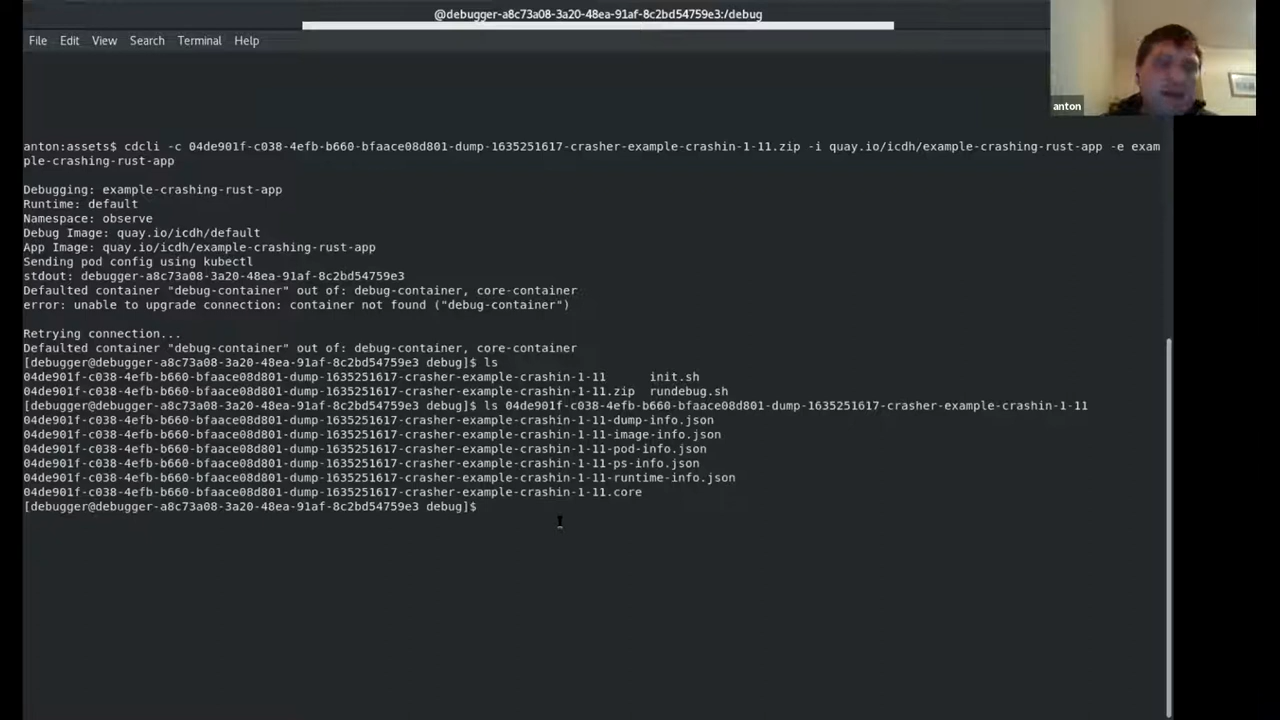 @debugger-a8c73a08-3a20-48ea-91af-8c2bd54759e3:/debug
File Edit View Search Terminal Help
anton
anton:assets$ cdcli -c 04de901f-c038-4efb-b660-bfaace08d801-dump-1635251617-crasher-example-crashin-1-11.zip -i quay.io/icdh/example-crashing-rust-app -e exam
ple-crashing-rust-app
Debugging: example-crashing-rust-app
Runtime: default
Namespace: observe
Debug Image: quay.io/icdh/default
App Image: quay.io/icdh/example-crashing-rust-app
Sending pod config using kubectl
stdout: debugger-a8c73a08-3a20-48ea-91af-8c2bd54759e3
Defaulted container "debug-container" out of: debug-container, core-container
error: unable to upgrade connection: container not found ("debug-container")
Retrying connection...
Defaulted container "debug-container" out of: debug-container, core-container
[debugger@debugger-a8c73a08-3a20-48ea-91af-8c2bd54759e3 debug]$ ls
04de901f-c038-4efb-b660-bfaace08d801-dump-1635251617-crasher-example-crashin-1-11 init.sh
04de901f-c038-4efb-b660-bfaace08d801-dump-1635251617-crasher-example-crashin-1-11.zip rundebug.sh
[debugger@debugger-a8c73a08-3a20-48ea-91af-8c2bd54759e3 debug]$ ls 04de901f-c038-4efb-b660-bfaace08d801-dump-1635251617-crasher-example-crashin-1-11
04de901f-c038-4efb-b660-bfaace08d801-dump-1635251617-crasher-example-crashin-1-11-dump-info.json
04de901f-c038-4efb-b660-bfaace08d801-dump-1635251617-crasher-example-crashin-1-11-image-info.json
04de901f-c038-4efb-b660-bfaace08d801-dump-1635251617-crasher-example-crashin-1-11-pod-info.json
04de901f-c038-4efb-b660-bfaace08d801-dump-1635251617-crasher-example-crashin-1-11-ps-info.json
04de901f-c038-4efb-b660-bfaace08d801-dump-1635251617-crasher-example-crashin-1-11-runtime-info.json
04de901f-c038-4efb-b660-bfaace08d801-dump-1635251617-crasher-example-crashin-1-11.core
[debugger@debugger-a8c73a08-3a20-48ea-91af-8c2bd54759e3 debug]$